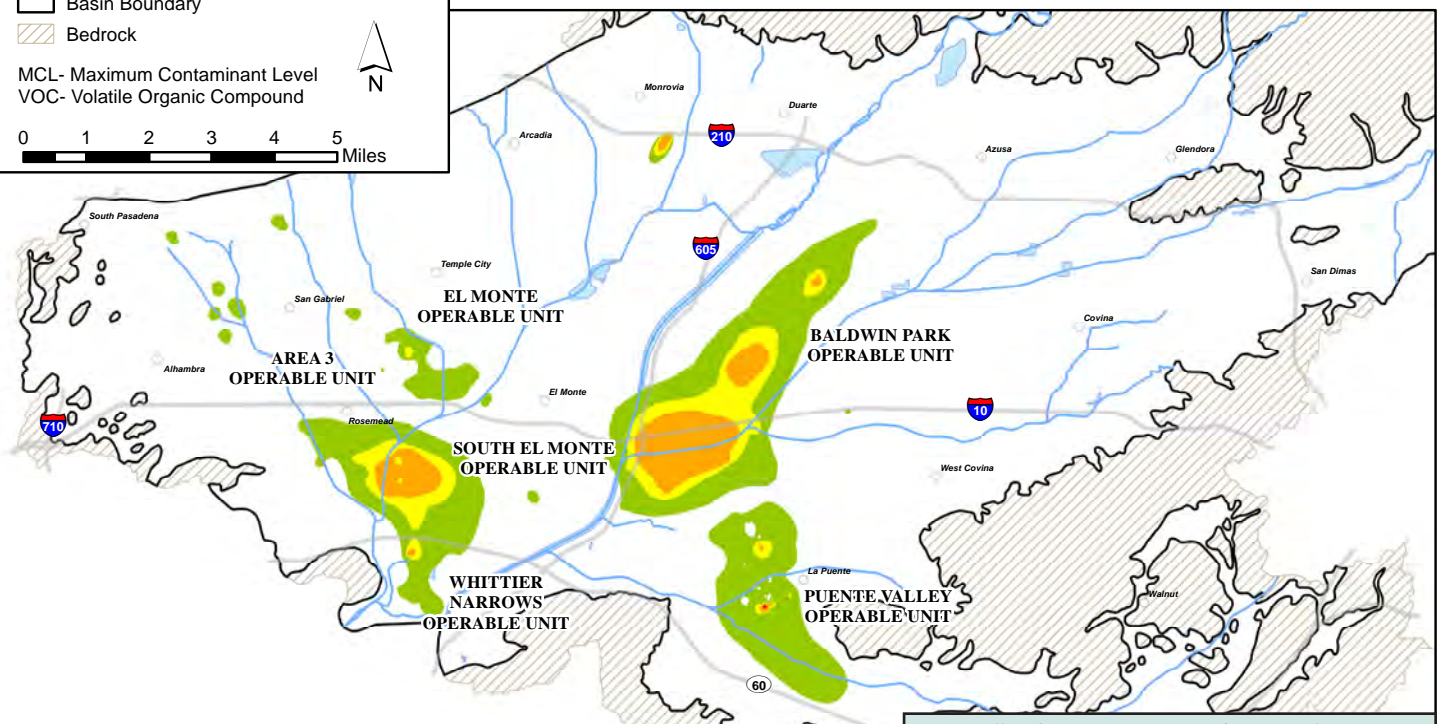 Basin Boundary
Bedrock
MCL- Maximum Contaminant Level
VOC- Volatile Organic Compound
N
0 1 2 3 4 5
Miles
Monrovia
Duarte
Arcadia
210
Azusa
Glendora
South Pasadena
605
Temple City
San Dimas
San Gabriel
EL MONTE
OPERABLE UNIT
Covina
BALDWIN PARK
OPERABLE UNIT
AREA 3
OPERABLE UNIT
Alhambra
El Monte
10
710
Rosemead
SOUTH EL MONTE
OPERABLE UNIT
West Covina
La Puente
WHITTIER
NARROWS
OPERABLE UNIT
PUENTE VALLEY
OPERABLE UNIT
Walnut
60